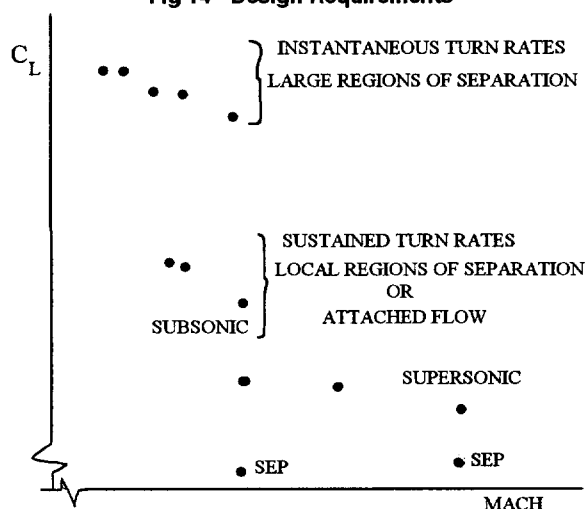 Fig 14 - Design Requirements
C_L
INSTANTANEOUS TURN RATES
LARGE REGIONS OF SEPARATION
SUSTAINED TURN RATES
LOCAL REGIONS OF SEPARATION
OR
ATTACHED FLOW
SUBSONIC
SUPERSONIC
SEP
SEP
MACH